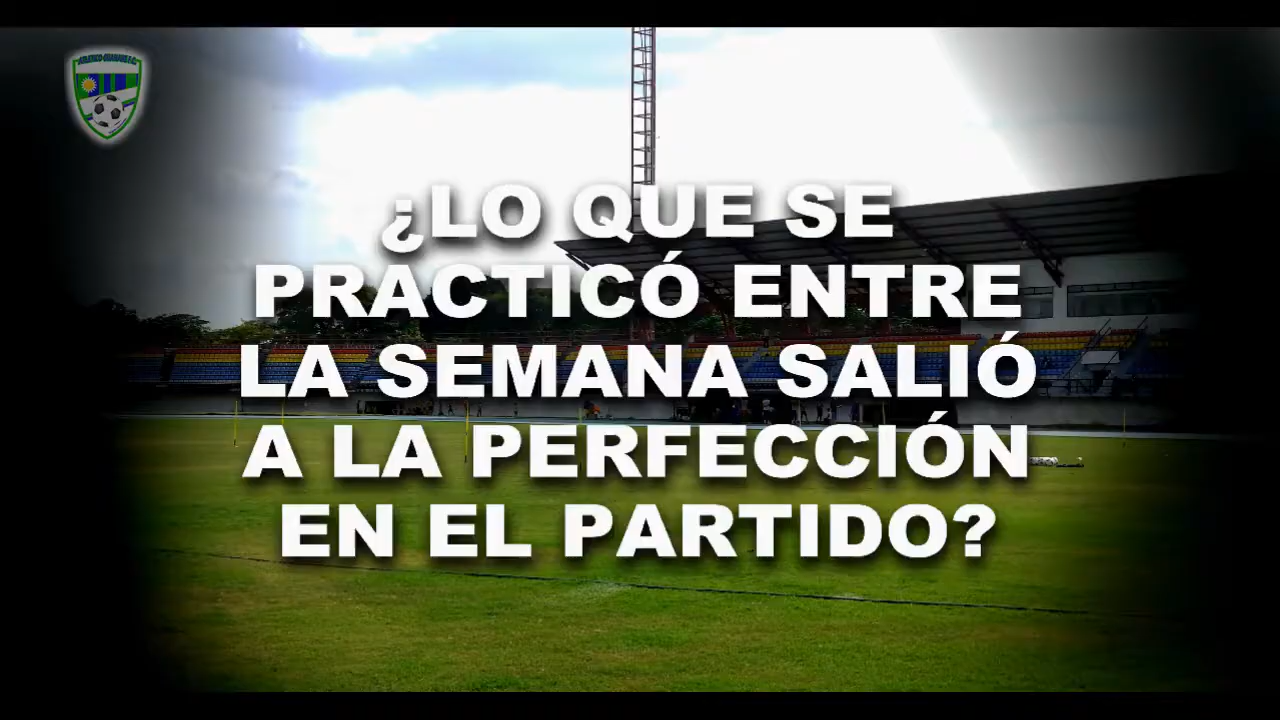 ¿LO QUE SE
PRACTICÓ ENTRE
LA SEMANA SALIÓ
A LA PERFECCIÓN
EN EL PARTIDO?